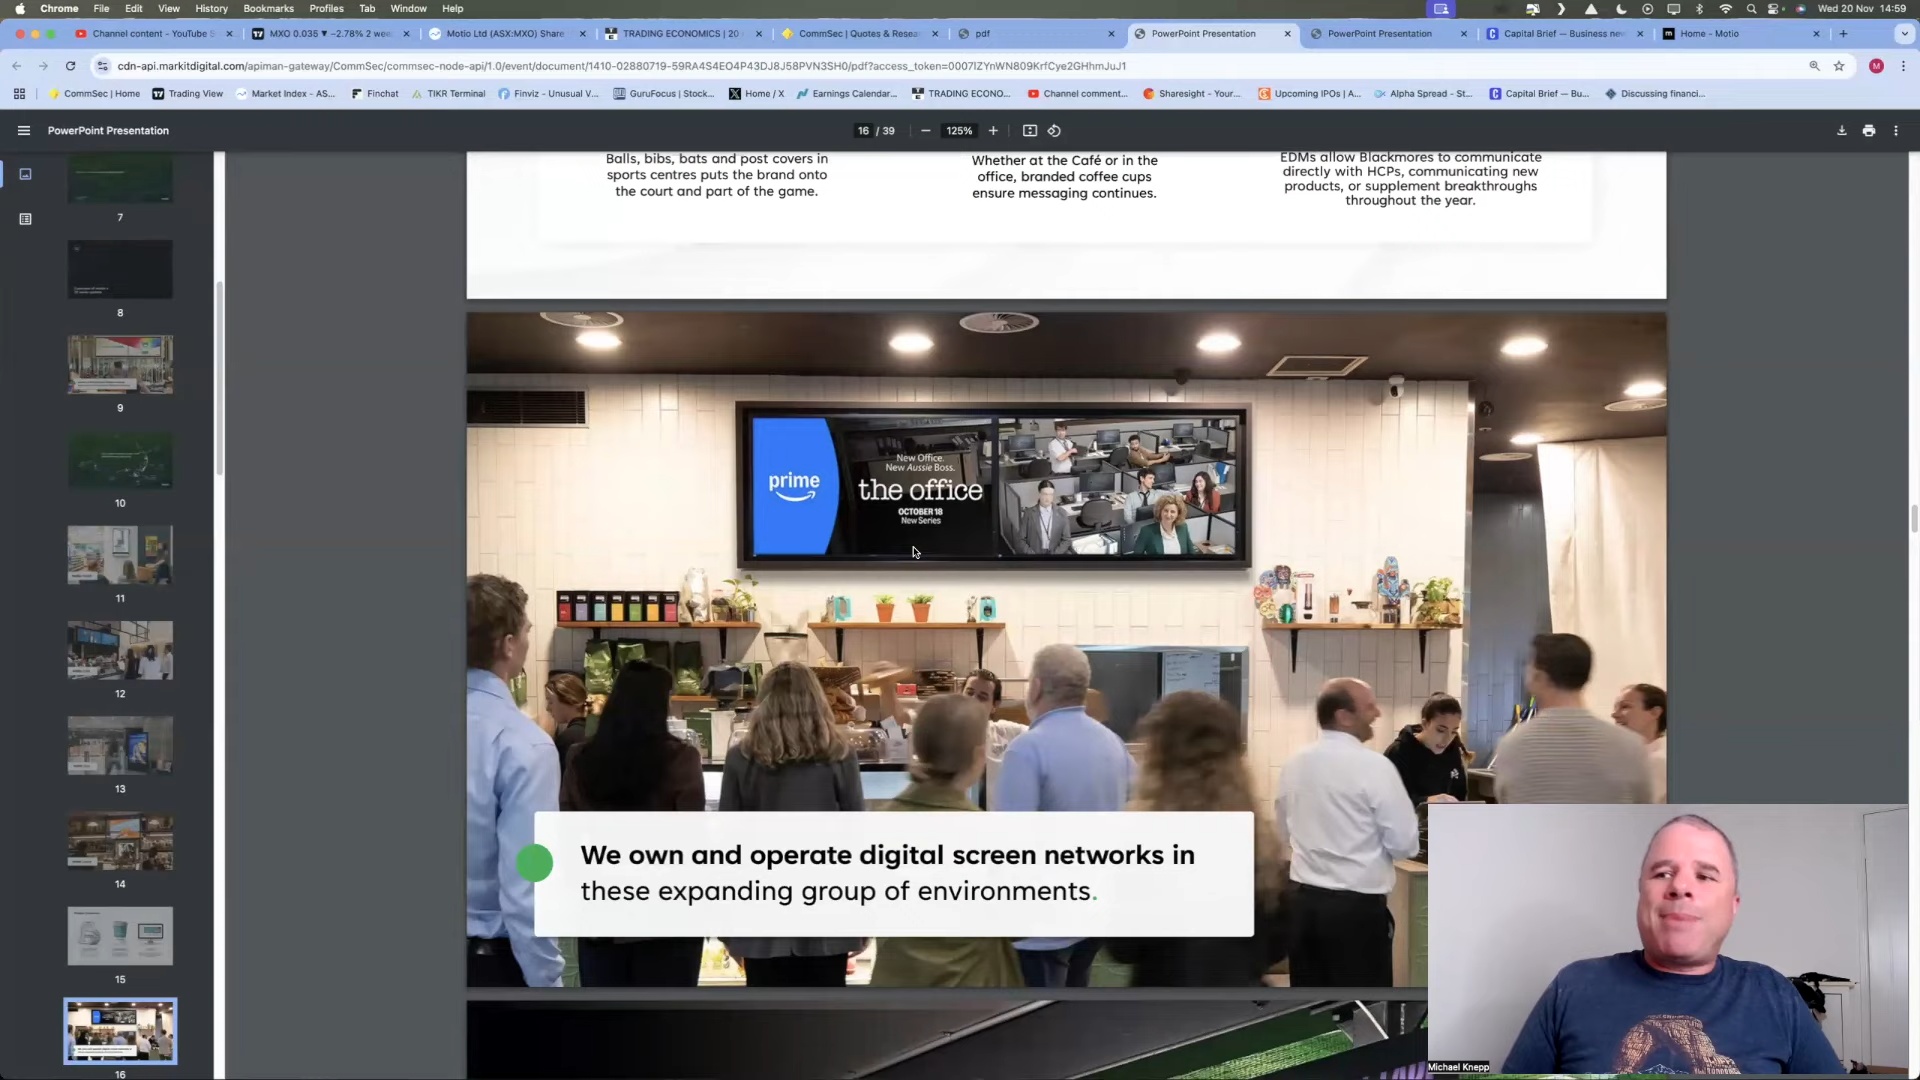 Chrome File Edit View History Bookmarks Profiles Tab Window Help
Wed 20 Nov 14:59
Channel content - YouTube S
MXO 0.035 ▼ −2.78% 2 wee
Motio Ltd (ASX:MXO) Share
TRADING ECONOMICS | 20
CommSec | Quotes & Resea
pdf
PowerPoint Presentation
PowerPoint Presentation
Capital Brief — Business new
Home - Motio
cdn-api.markitdigital.com/apiman-gateway/CommSec/commsec-node-api/1.0/event/document/1410-02880719-59RA4S4EO4P43DJ8J58PVN3SH0/pdf?access_token=0007IZYnWN809KrfCye2GHhmJuJ1
CommSec | Home
Trading View
Market Index - AS...
Finchat
TIKR Terminal
Finviz - Unusual V...
GuruFocus | Stock...
Home / X
Earnings Calendar...
TRADING ECONO...
Channel comment...
Sharesight - Your...
Upcoming IPOs | A...
Alpha Spread - St...
Capital Brief — Bu...
Discussing financi...
PowerPoint Presentation
16 / 39
125%
7
8
9
10
11
12
13
14
15
16
Balls, bibs, bats and post covers in
sports centres puts the brand onto
the court and part of the game.
Whether at the Café or in the
office, branded coffee cups
ensure messaging continues.
EDMs allow Blackmores to communicate
directly with HCPs, communicating new
products, or supplement breakthroughs
throughout the year.
prime
New Office.
New Aussie Boss.
the office
OCTOBER 18
New Series
We own and operate digital screen networks in
these expanding group of environments.
Michael Knepp